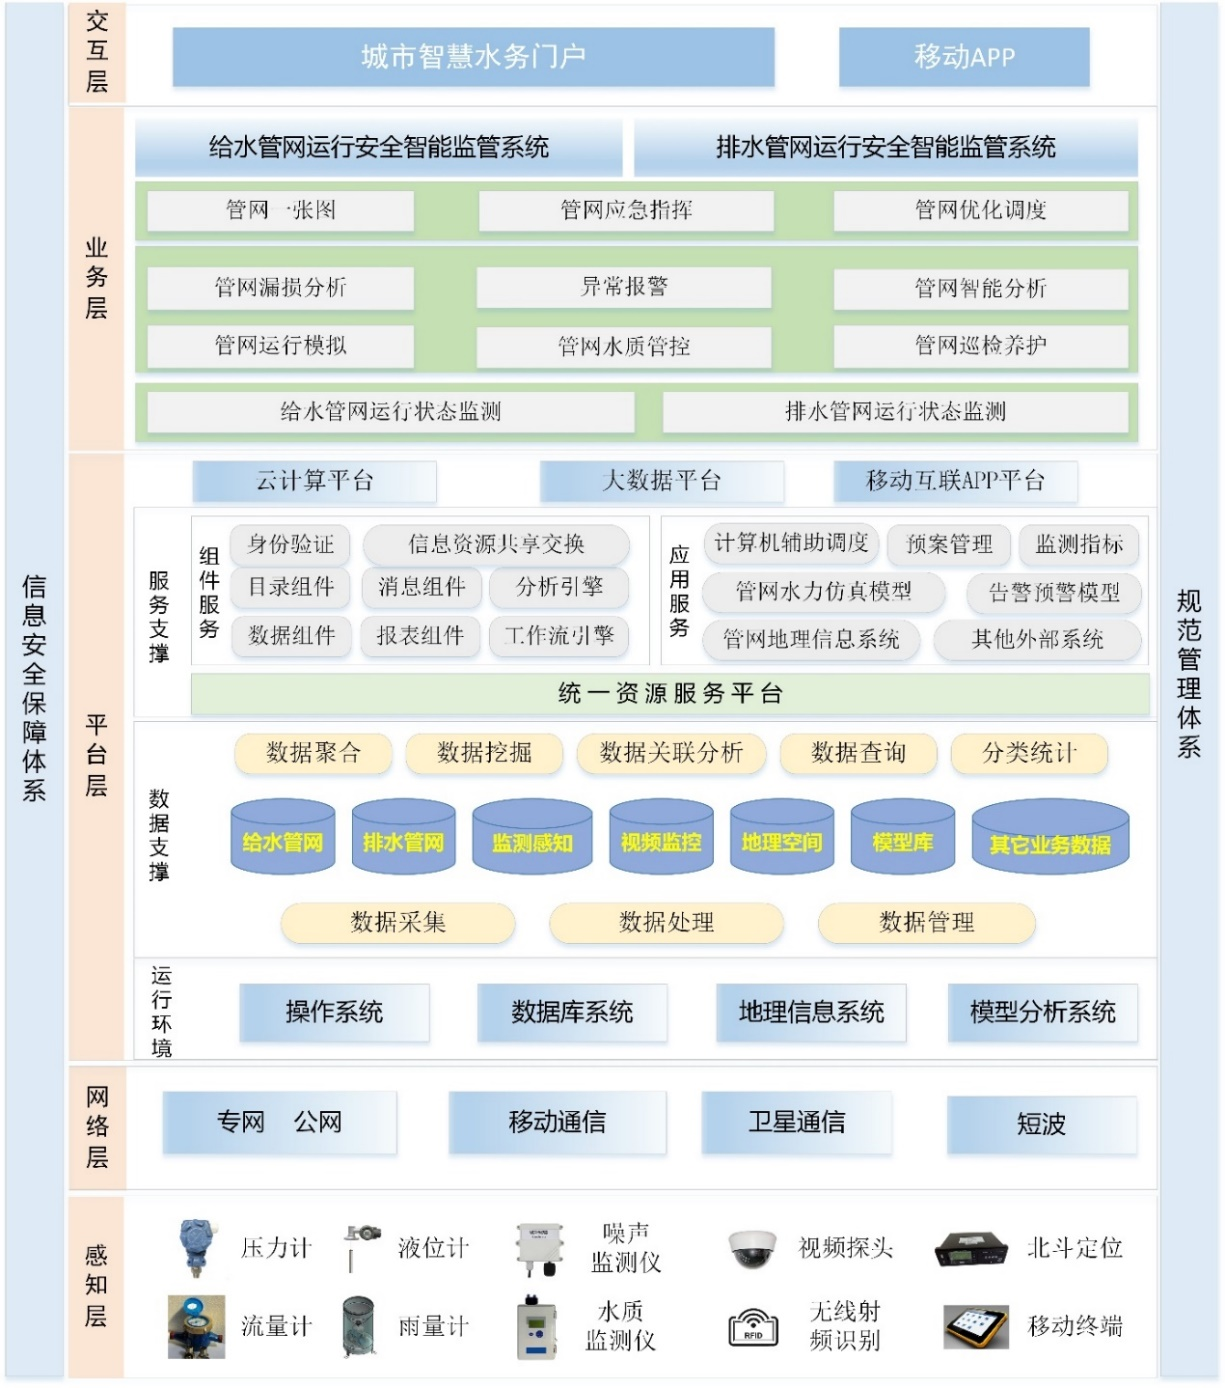 交互层
城市智慧水务门户
移动APP
业务层
给水管网运行安全智能监管系统
排水管网运行安全智能监管系统
管网一张图
管网应急指挥
管网优化调度
管网漏损分析
异常报警
管网智能分析
管网运行模拟
管网水质管控
管网巡检养护
给水管网运行状态监测
排水管网运行状态监测
信息安全保障体系
规范管理体系
平台层
云计算平台
大数据平台
移动互联APP平台
服务支撑
组件服务
身份验证
信息资源共享交换
目录组件
消息组件
分析引擎
数据组件
报表组件
工作流引擎
应用服务
计算机辅助调度
预案管理
监测指标
管网水力仿真模型
告警预警模型
管网地理信息系统
其他外部系统
统一资源服务平台
数据支撑
数据聚合
数据挖掘
数据关联分析
数据查询
分类统计
给水管网
排水管网
监测感知
视频监控
地理空间
模型库
其它业务数据
数据采集
数据处理
数据管理
运行环境
操作系统
数据库系统
地理信息系统
模型分析系统
网络层
专网 公网
移动通信
卫星通信
短波
感知层
压力计
液位计
噪声
监测仪
视频探头
北斗定位
流量计
雨量计
水质
监测仪
RFID
无线射
频识别
移动终端